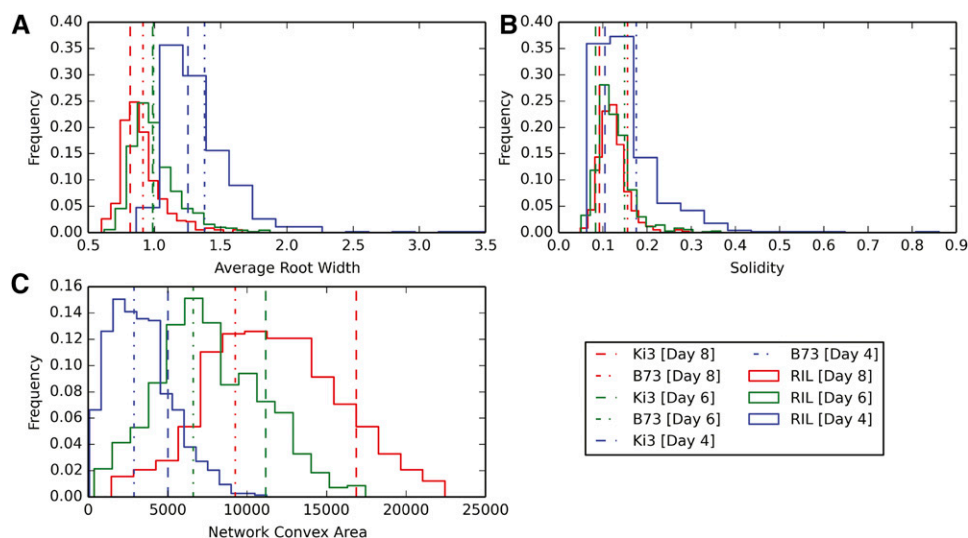 A
Frequency
0.40
0.35
0.30
0.25
0.20
0.15
0.10
0.05
0.00
0.5 1.0 1.5 2.0 2.5 3.0 3.5
Average Root Width
B
Frequency
0.40
0.35
0.30
0.25
0.20
0.15
0.10
0.05
0.00
0.0 0.1 0.2 0.3 0.4 0.5 0.6 0.7 0.8 0.9
Solidity
C
Frequency
0.16
0.14
0.12
0.10
0.08
0.06
0.04
0.02
0.00
0 5000 10000 15000 20000 25000
Network Convex Area
Ki3 [Day 8]
B73 [Day 8]
Ki3 [Day 6]
B73 [Day 6]
Ki3 [Day 4]
B73 [Day 4]
RIL [Day 8]
RIL [Day 6]
RIL [Day 4]